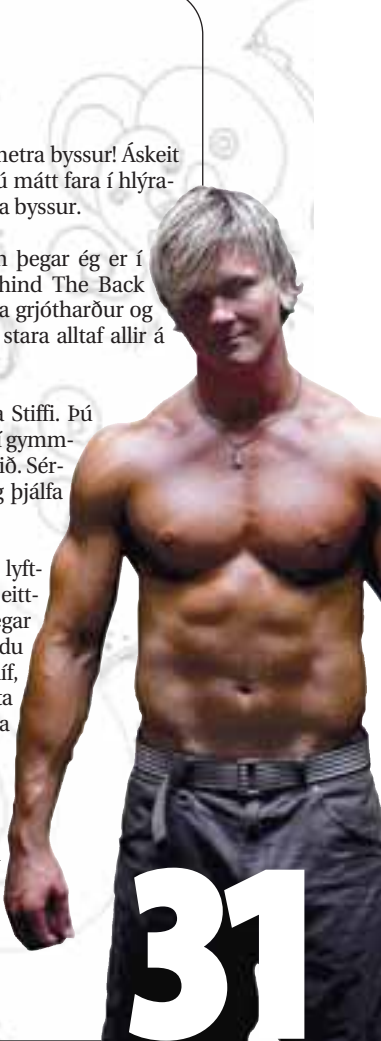 netra byssur! Áskeit
ú mátt fara í hlýra-
a byssur.
n þegar ég er í
hind The Back
a grjótharður og
stara alltaf allir á
a Stiffi. Þú
í gymm-
ið. Sér-
g þjálfa
lyft-
eitt-
egar
du
íf,
ta
a
31